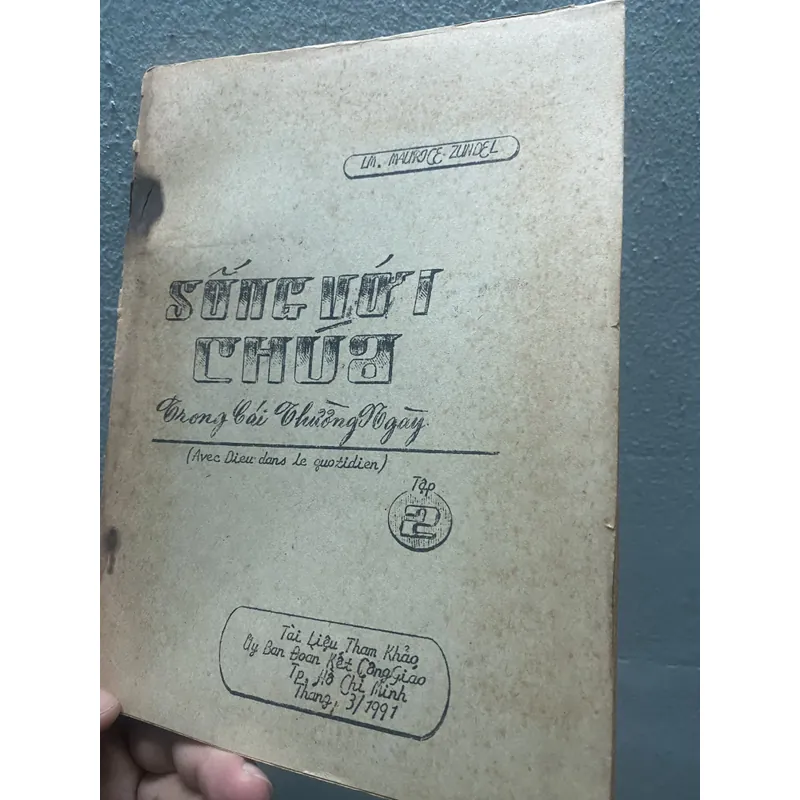 LM. MAURICE-ZUNDEL
SỐNG VỚI
CHÚA
Trong Cái Thường Ngày
(Avec Dieu dans le quotidien)
Tập
2
Tài Liệu Tham Khảo
Ủy Ban Đoàn Kết Công Giáo
Tp. Hồ Chí Minh
Tháng, 3/1991